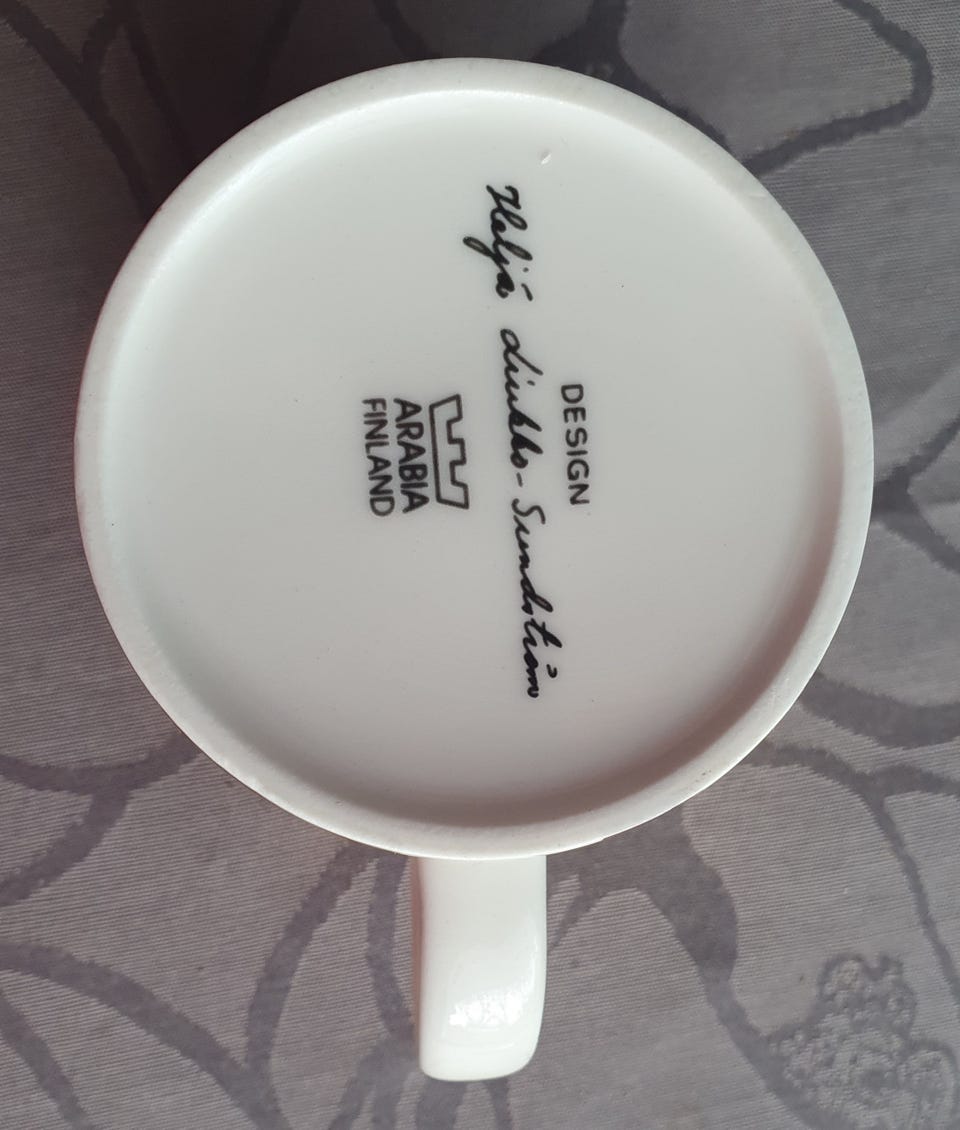 DESIGN
Heljä Liukko-Sundström
ARABIA
FINLAND